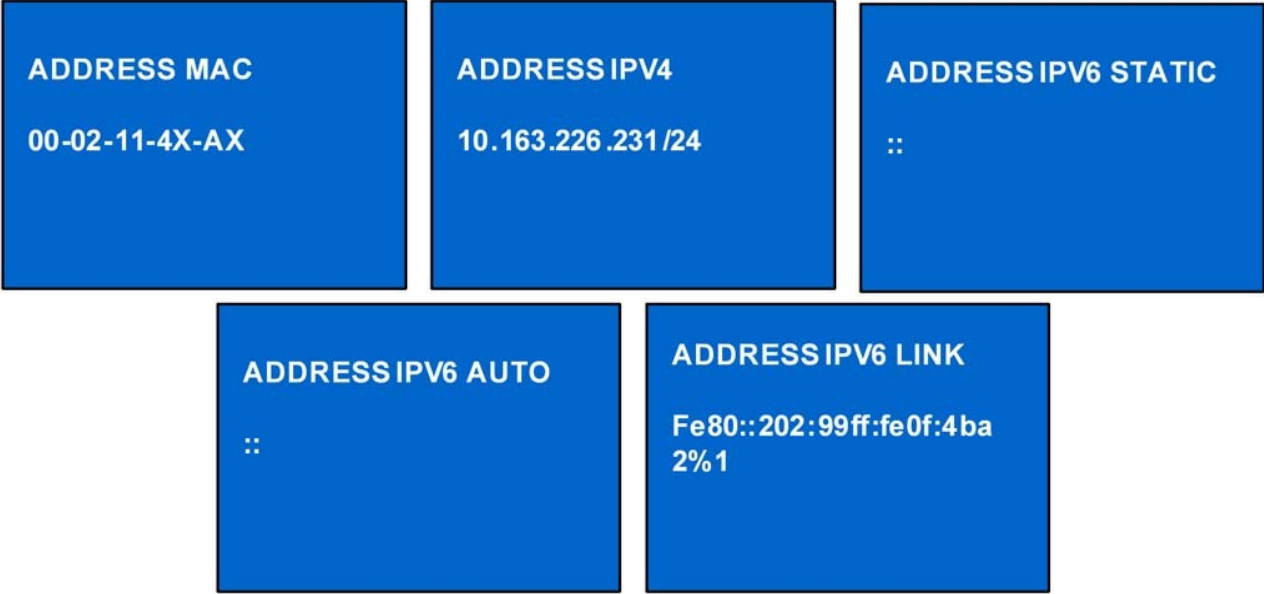 ADDRESS MAC
00-02-11-4X-AX
ADDRESS IPV4
10.163.226.231/24
ADDRESS IPV6 STATIC
::
ADDRESS IPV6 AUTO
::
ADDRESS IPV6 LINK
Fe80::202:99ff:fe0f:4ba
2%1